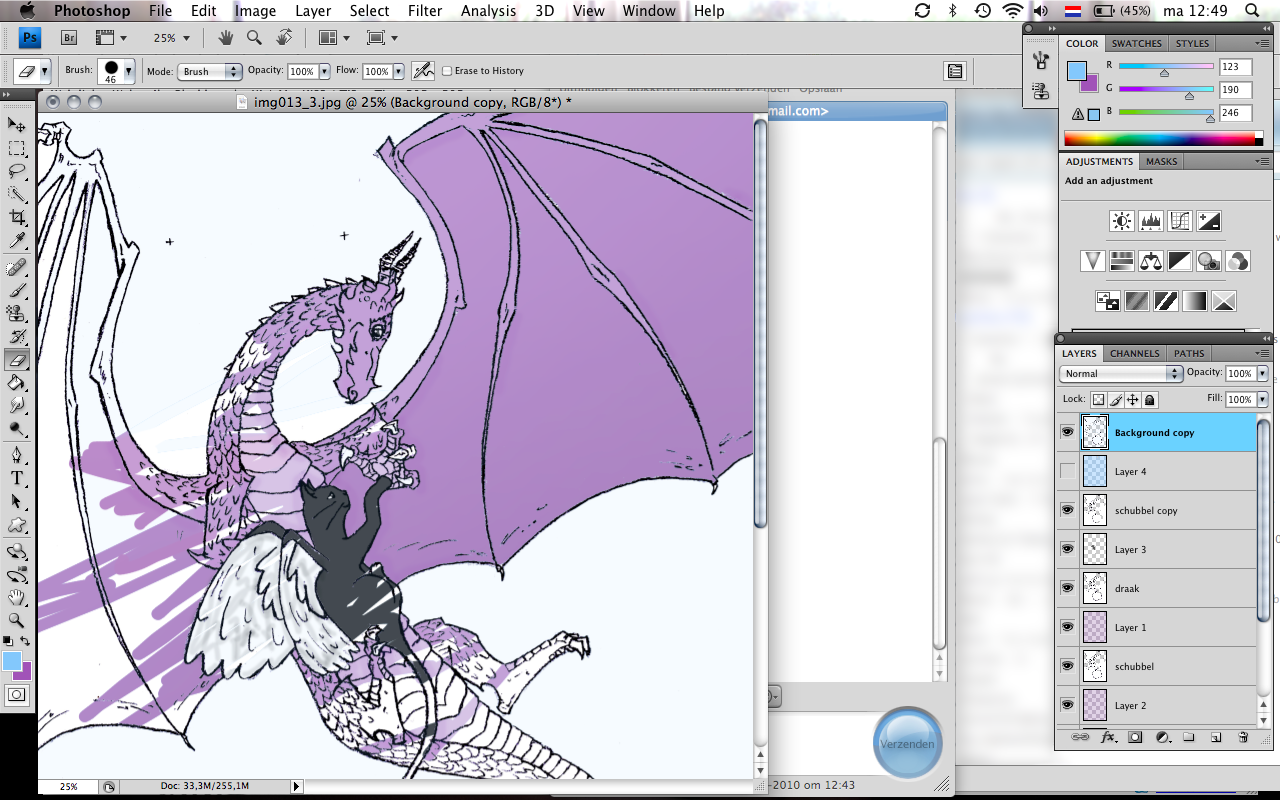 Photoshop File Edit Image Layer Select Filter Analysis 3D View Window Help (45%) ma 12:49
Ps Br 25%
Brush: 46 Mode: Brush Opacity: 100% Flow: 100% Erase to History
img013_3.jpg @ 25% (Background copy, RGB/8*) *
mail.com>
COLOR SWATCHES STYLES
R 123
G 190
B 246
ADJUSTMENTS MASKS
Add an adjustment
LAYERS CHANNELS PATHS
Normal Opacity: 100%
Lock: Fill: 100%
Background copy
Layer 4
schubbel copy
Layer 3
draak
Layer 1
schubbel
Layer 2
fx
T
Verzenden
-2010 om 12:43
25% Doc: 33,3M/255,1M